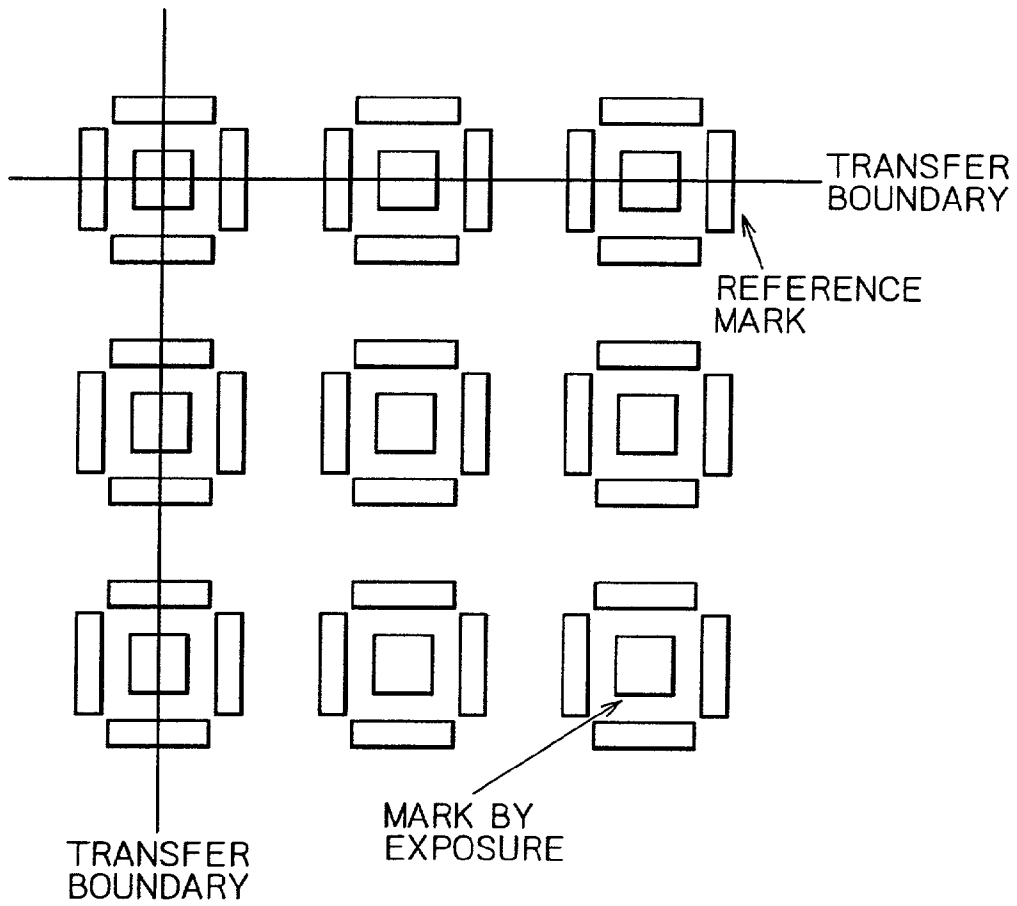 TRANSFER
BOUNDARY
REFERENCE
MARK
MARK BY
EXPOSURE
TRANSFER
BOUNDARY